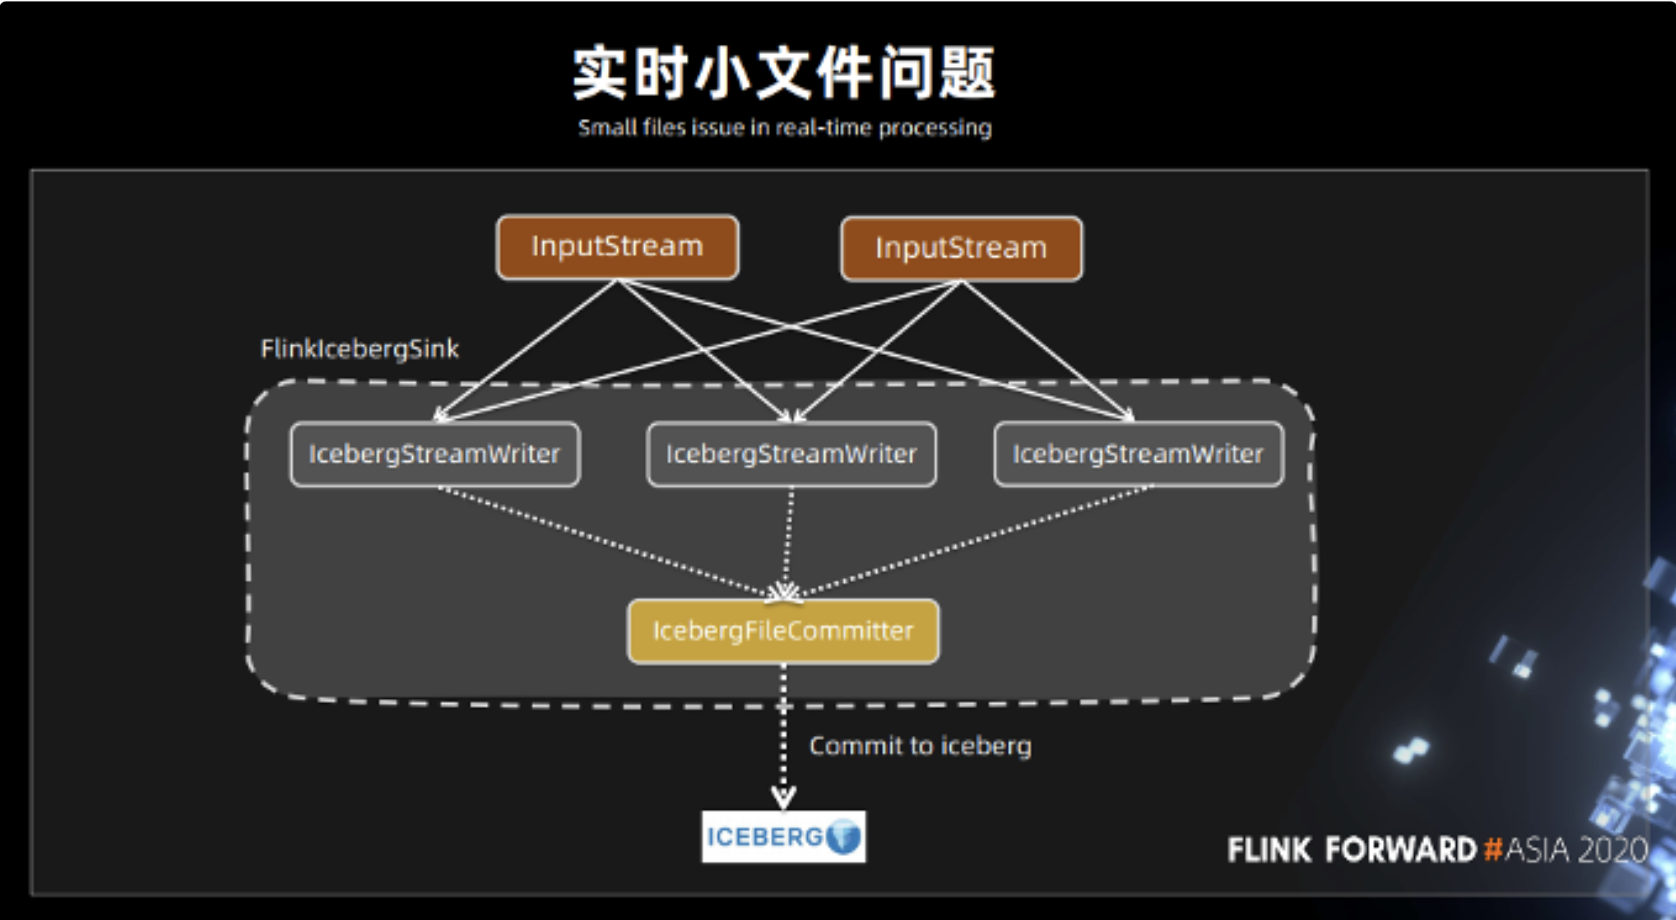 实时小文件问题
Small files issue in real-time processing
InputStream
InputStream
FlinkIcebergSink
IcebergStreamWriter
IcebergStreamWriter
IcebergStreamWriter
IcebergFileCommitter
Commit to iceberg
ICEBERG
FLINK FORWARD #ASIA 2020